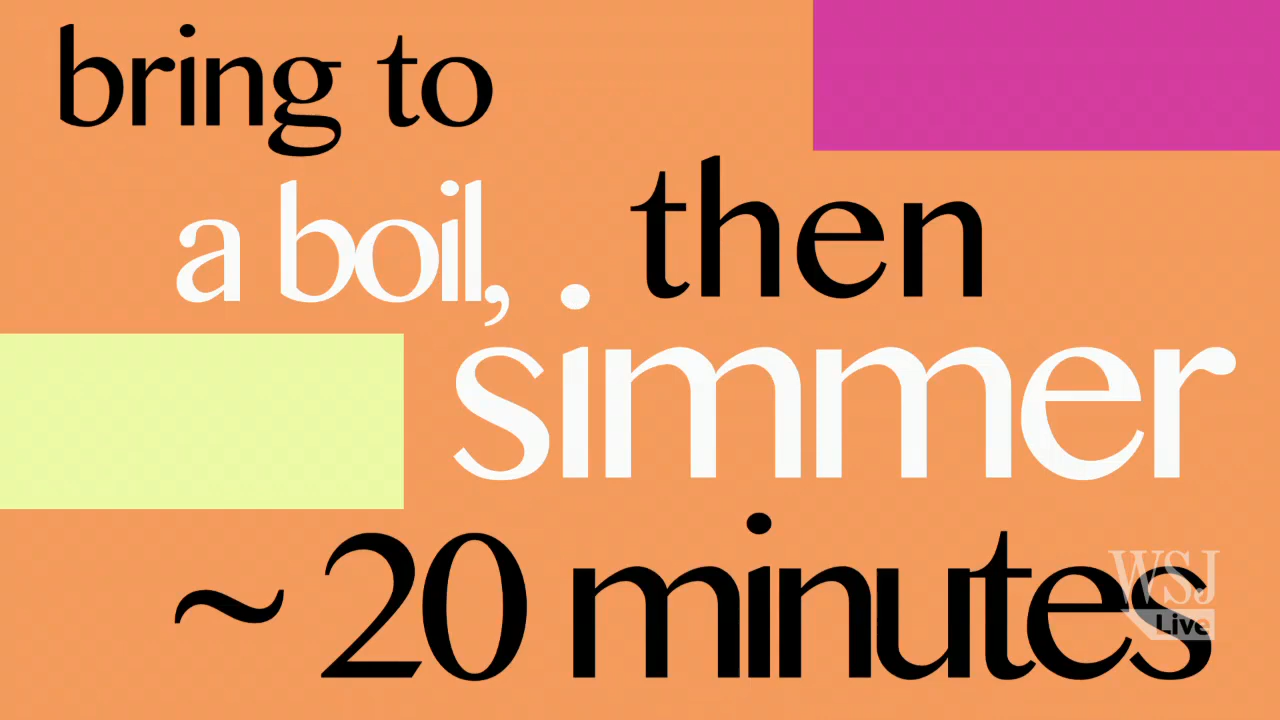 bring to
a boil, . then
simmer
~ 20 minutes
WSJ
Live